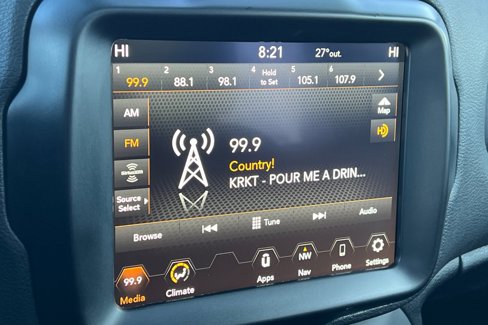 HI 8:21 27°out. HI
1 2 3 4 5 6
99.9 88.1 98.1 Hold to Set 105.1 107.9
AM
Map
FM
99.9
Country!
SiriusXM
KRKT - POUR ME A DRIN...
Source
Select
Browse Tune Audio
99.9
Media
Climate
Apps
NW
Nav
Phone
Settings